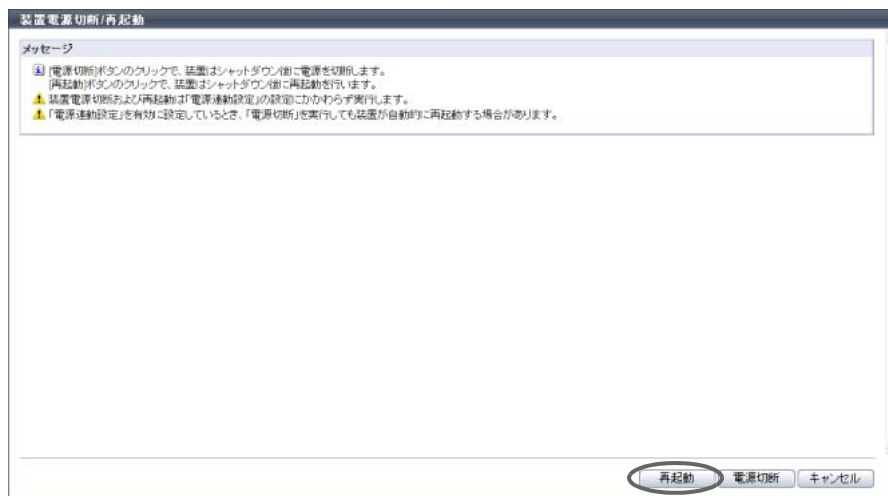 装置電源切断/再起動
メッセージ
[電源切断]ボタンのクリックで、装置はシャットダウン後に電源を切断します。
[再起動]ボタンのクリックで、装置はシャットダウン後に再起動を行います。
装置電源切断および再起動は「電源連動設定」の設定にかかわらず実行します。
「電源連動設定」を有効に設定しているとき、「電源切断」を実行しても装置が自動的に再起動する場合があります。
再起動 電源切断 キャンセル